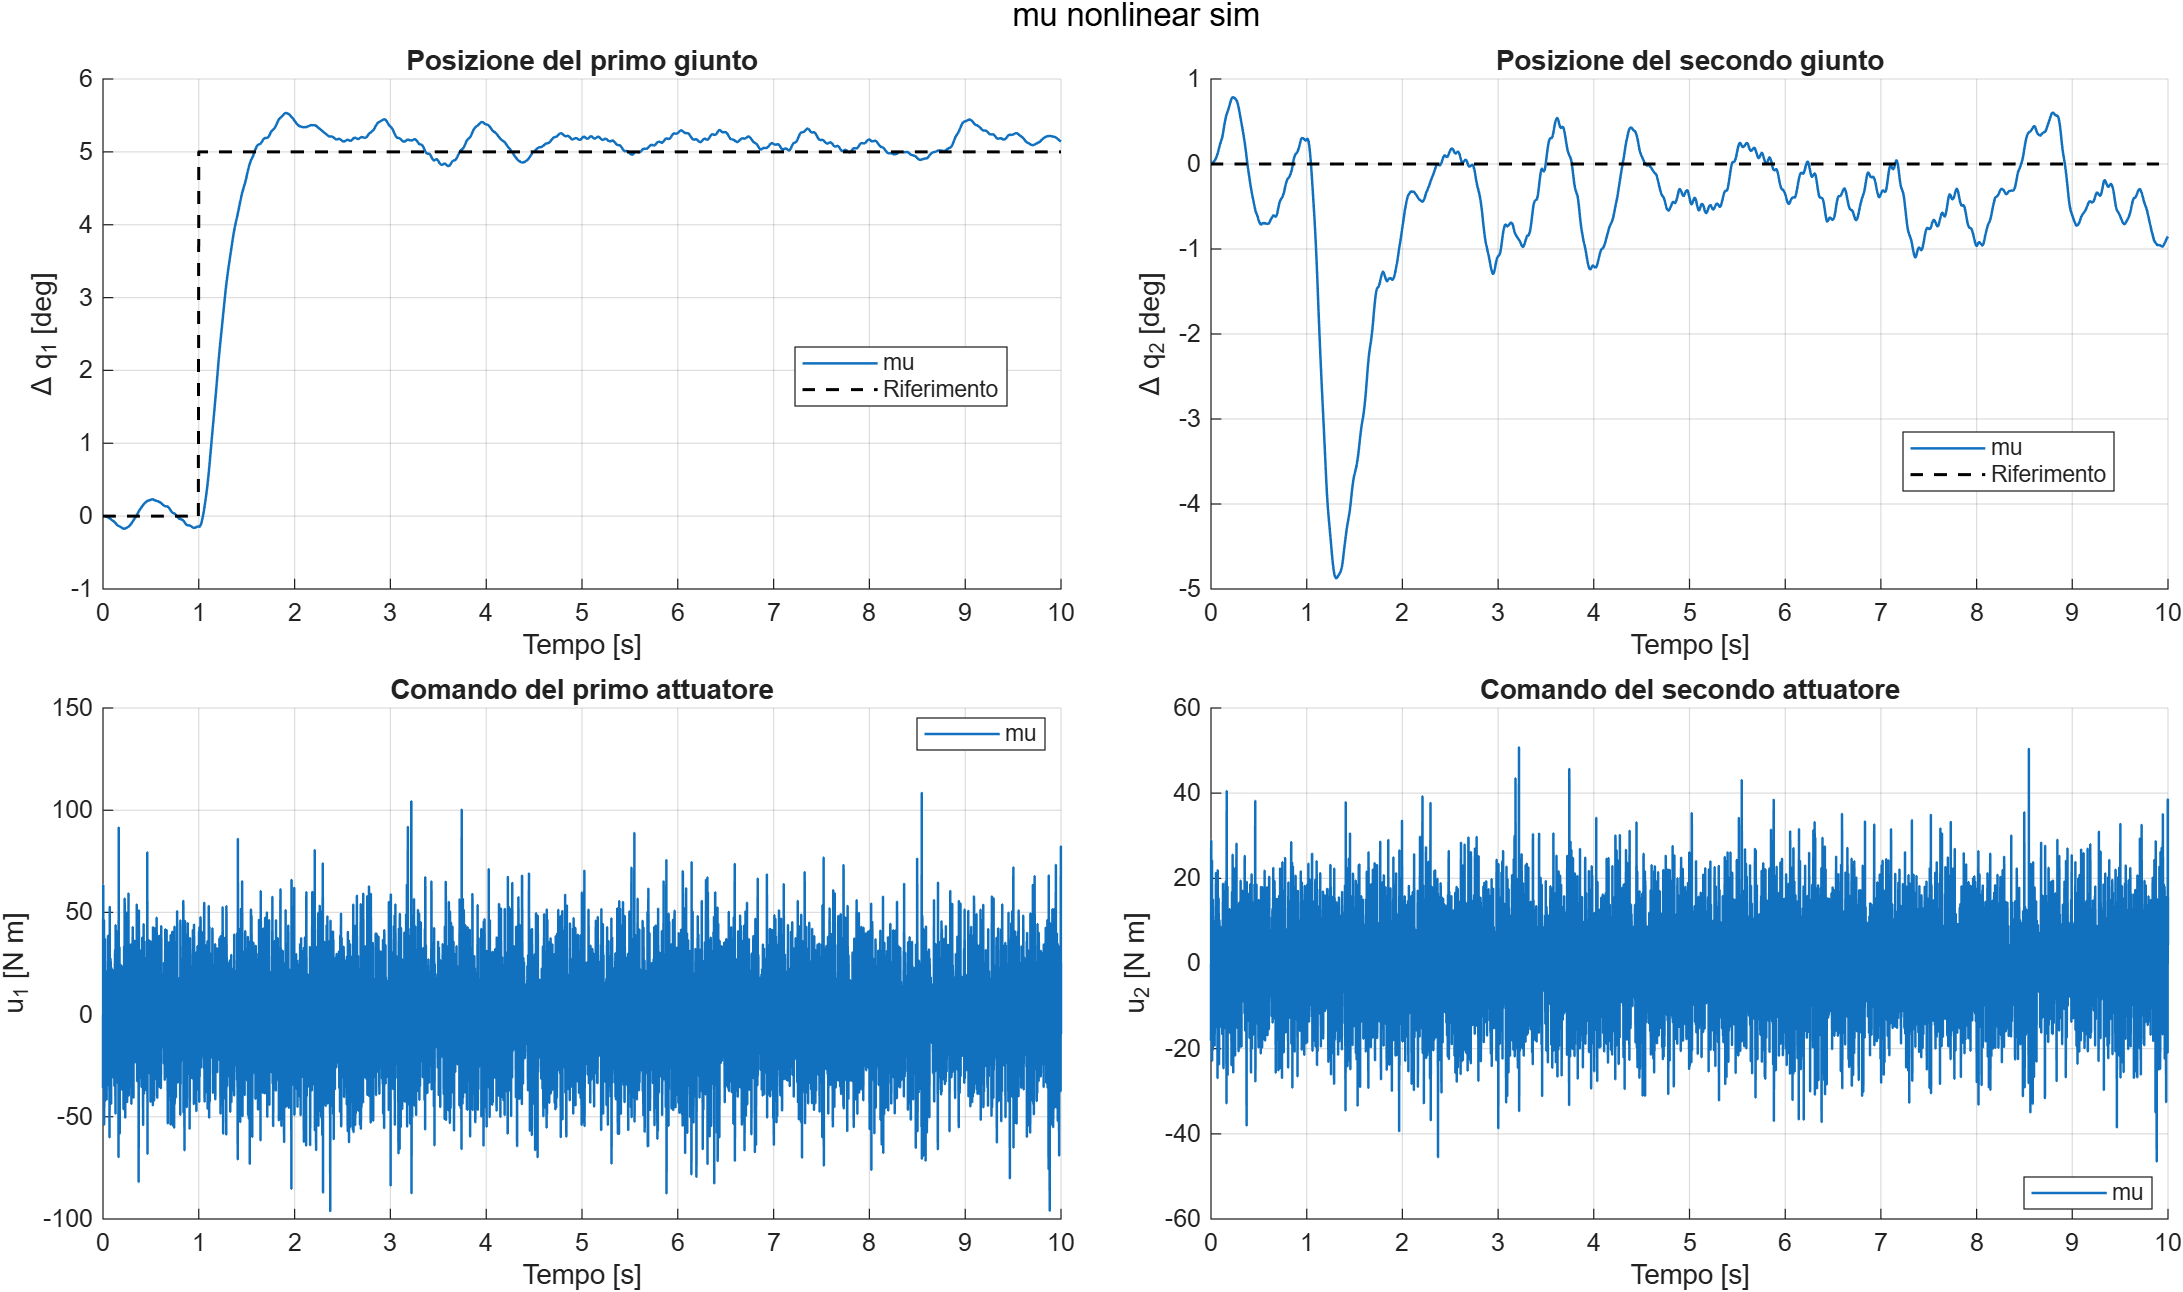 mu nonlinear sim
Posizione del primo giunto
6
5
4
3
2
1
0
-1
Δ q1 [deg]
mu
Riferimento
0 1 2 3 4 5 6 7 8 9 10
Tempo [s]
Posizione del secondo giunto
1
0
-1
-2
-3
-4
-5
Δ q2 [deg]
mu
Riferimento
0 1 2 3 4 5 6 7 8 9 10
Tempo [s]
Comando del primo attuatore
150
100
50
0
-50
-100
u1 [N m]
mu
0 1 2 3 4 5 6 7 8 9 10
Tempo [s]
Comando del secondo attuatore
60
40
20
0
-20
-40
-60
u2 [N m]
mu
0 1 2 3 4 5 6 7 8 9 10
Tempo [s]